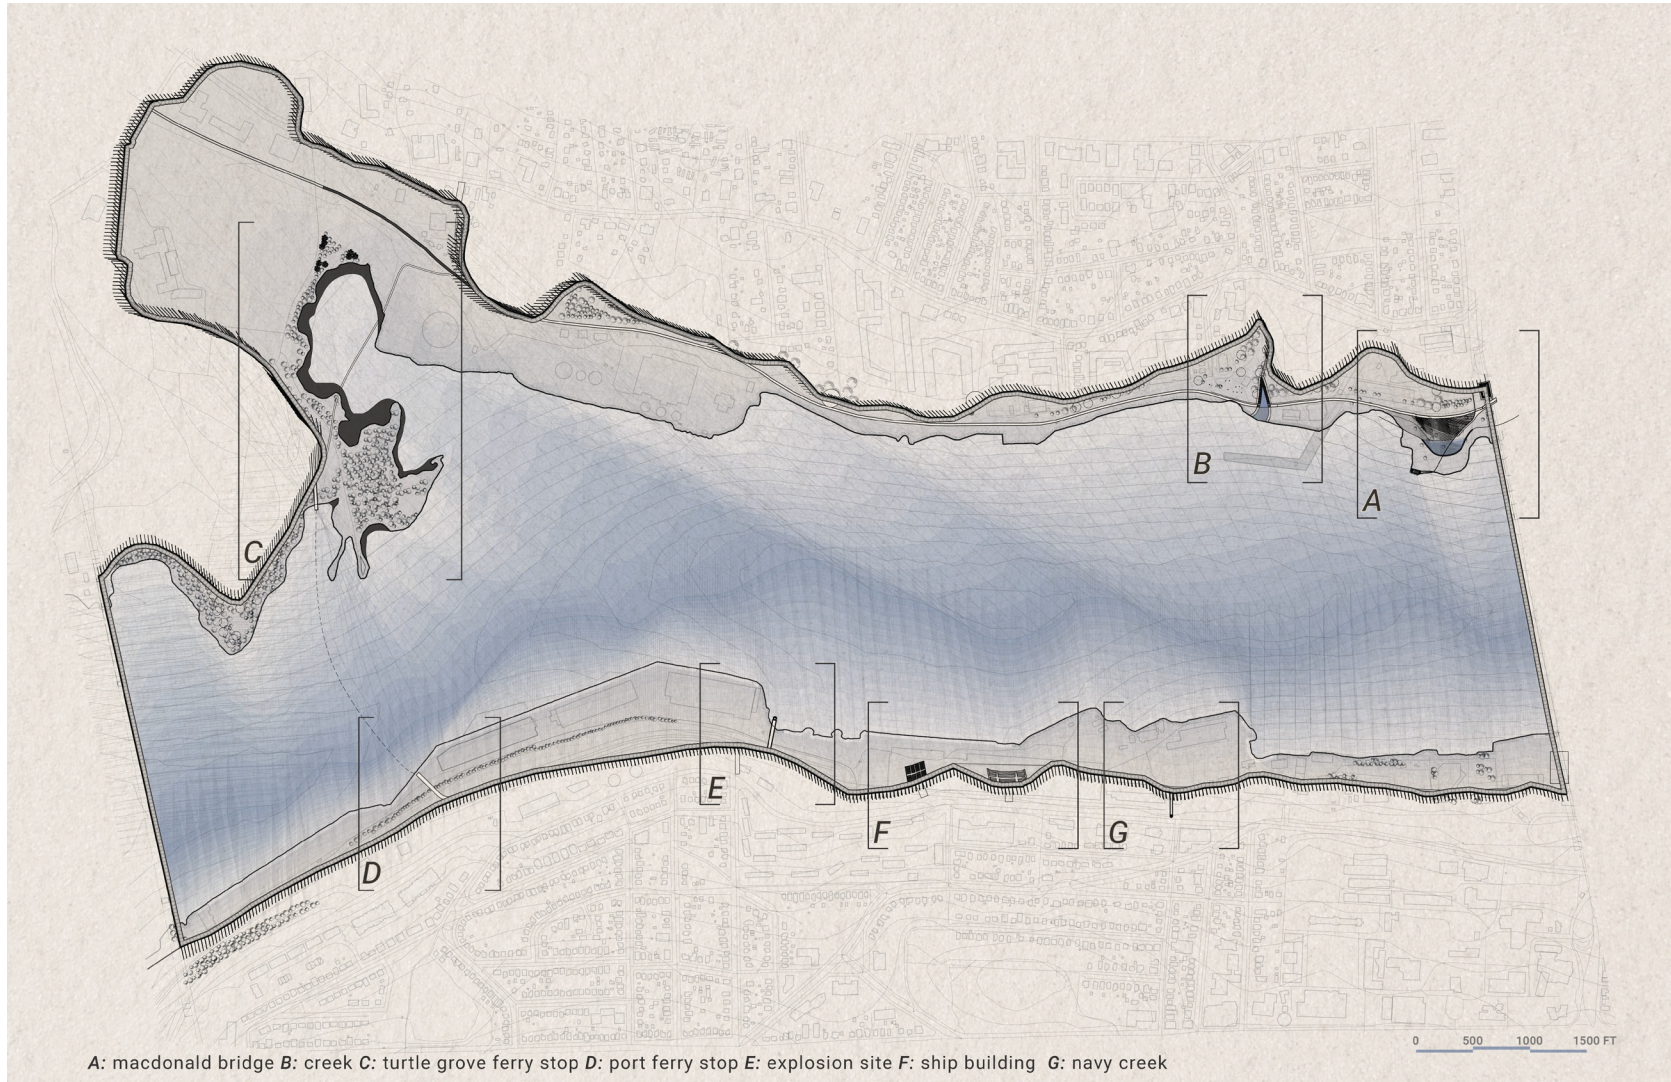 B
A
C
E
F
G
D
0 500 1000 1500 FT
A: macdonald bridge B: creek C: turtle grove ferry stop D: port ferry stop E: explosion site F: ship building G: navy creek